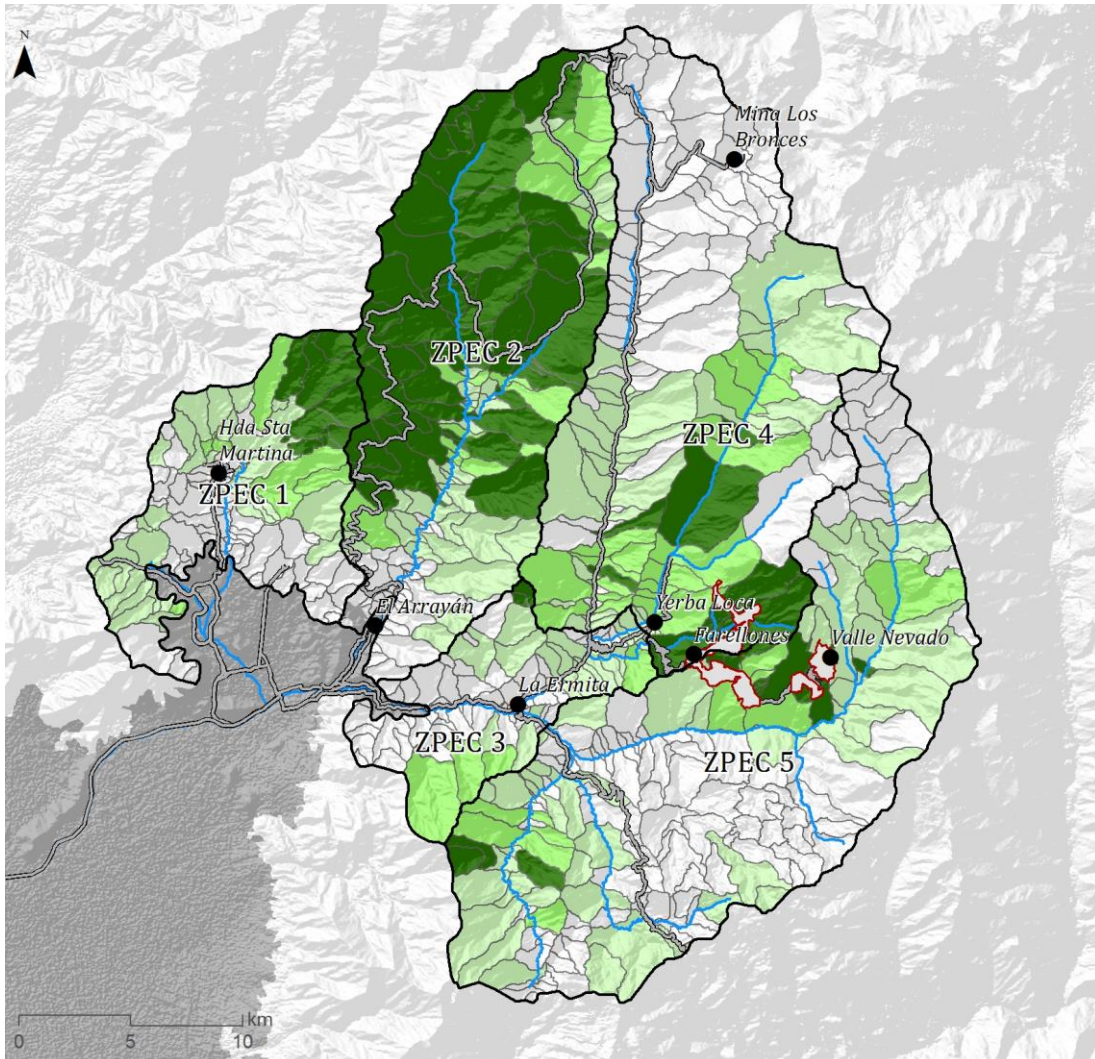 N
Mina Los
Bronces
ZPEC 2
Hda Sta
Martina
ZPEC 4
ZPEC 1
El Arrayán
Yerba Loca
Farellones
Valle Nevado
La Ermita
ZPEC 3
ZPEC 5
km
0
5
10